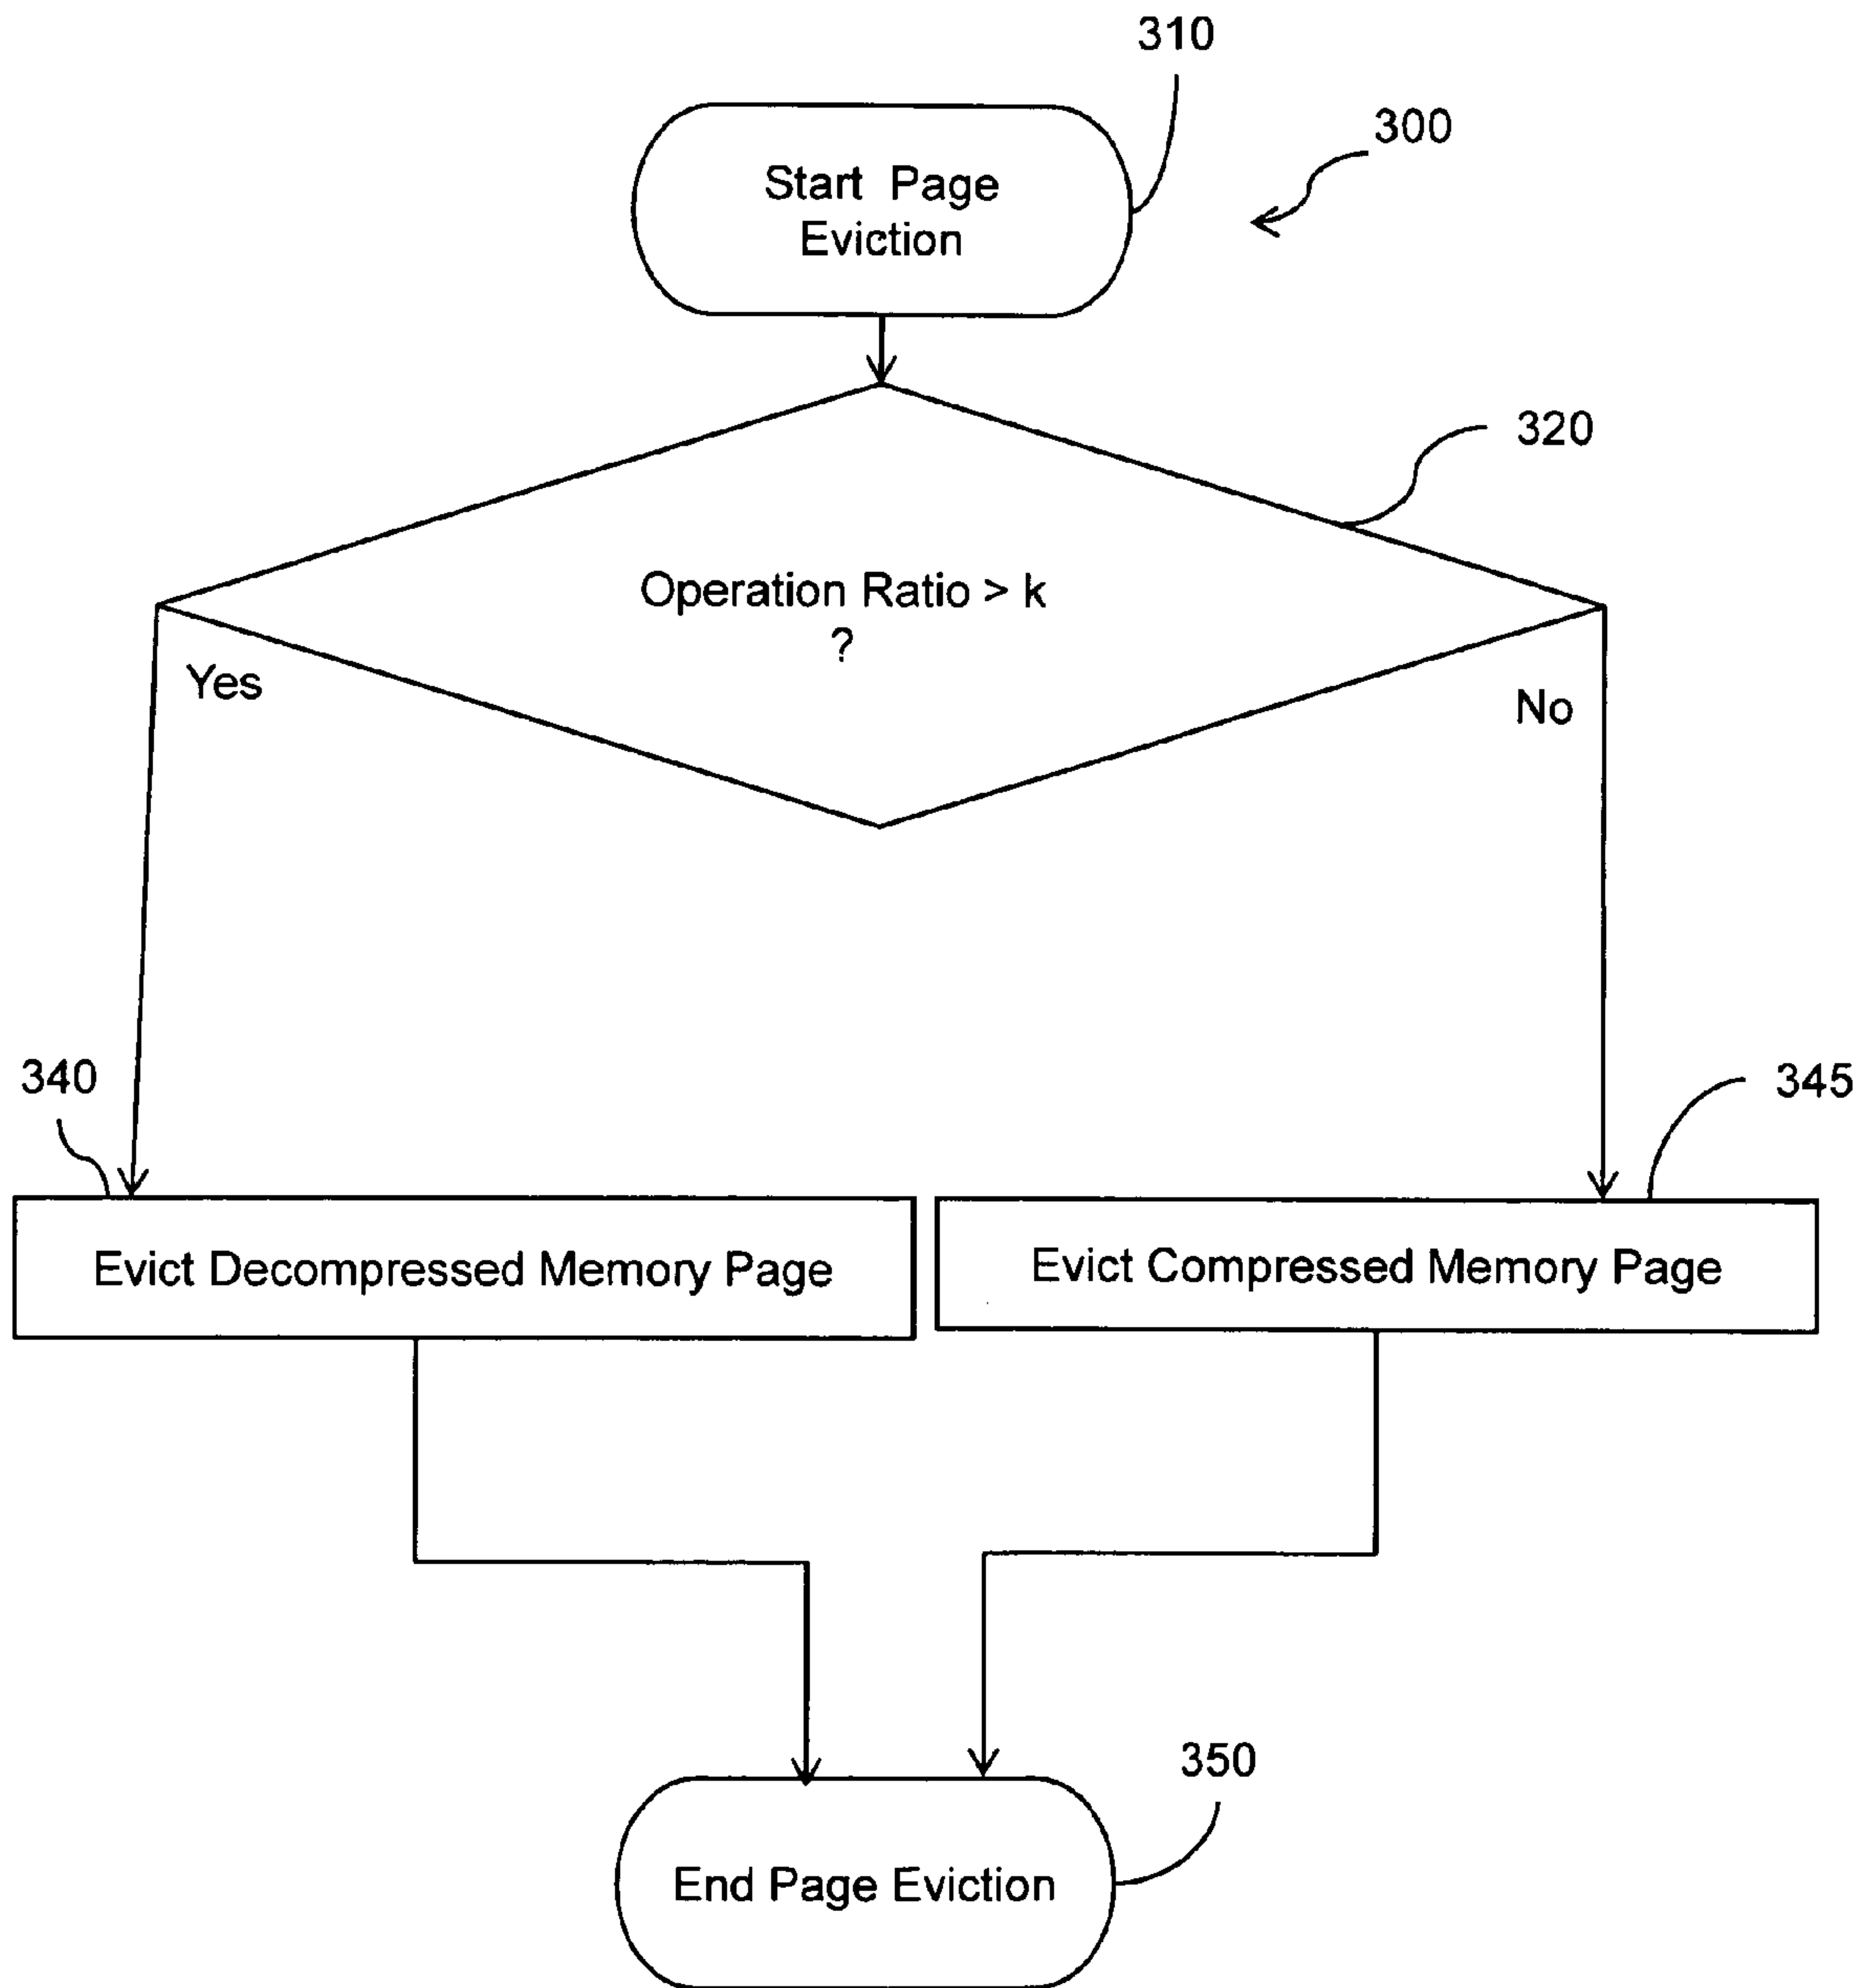 310
300
Start Page
Eviction
320
Operation Ratio > k
?
Yes
No
340
345
Evict Decompressed Memory Page
Evict Compressed Memory Page
350
End Page Eviction